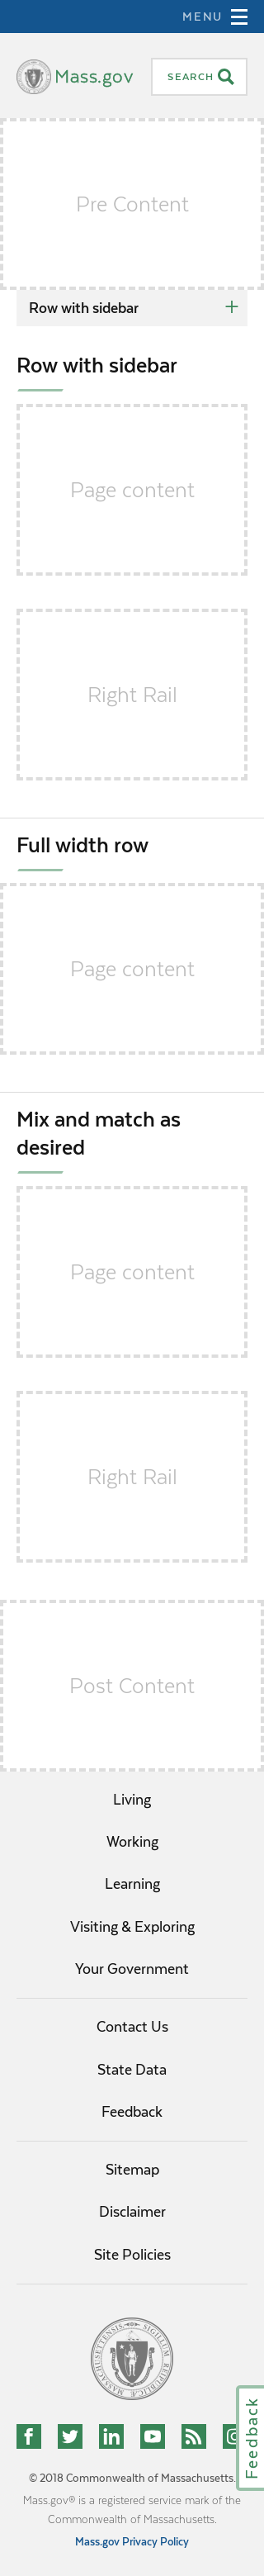 MENU
Mass.gov
SEARCH
Pre Content
Row with sidebar
Row with sidebar
Page content
Right Rail
Full width row
Page content
Mix and match as
desired
Page content
Right Rail
Post Content
Living
Working
Learning
Visiting & Exploring
Your Government
Contact Us
State Data
Feedback
Sitemap
Disclaimer
Site Policies
Feedback
© 2018 Commonwealth of Massachusetts.
Mass.gov® is a registered service mark of the
Commonwealth of Massachusetts.
Mass.gov Privacy Policy